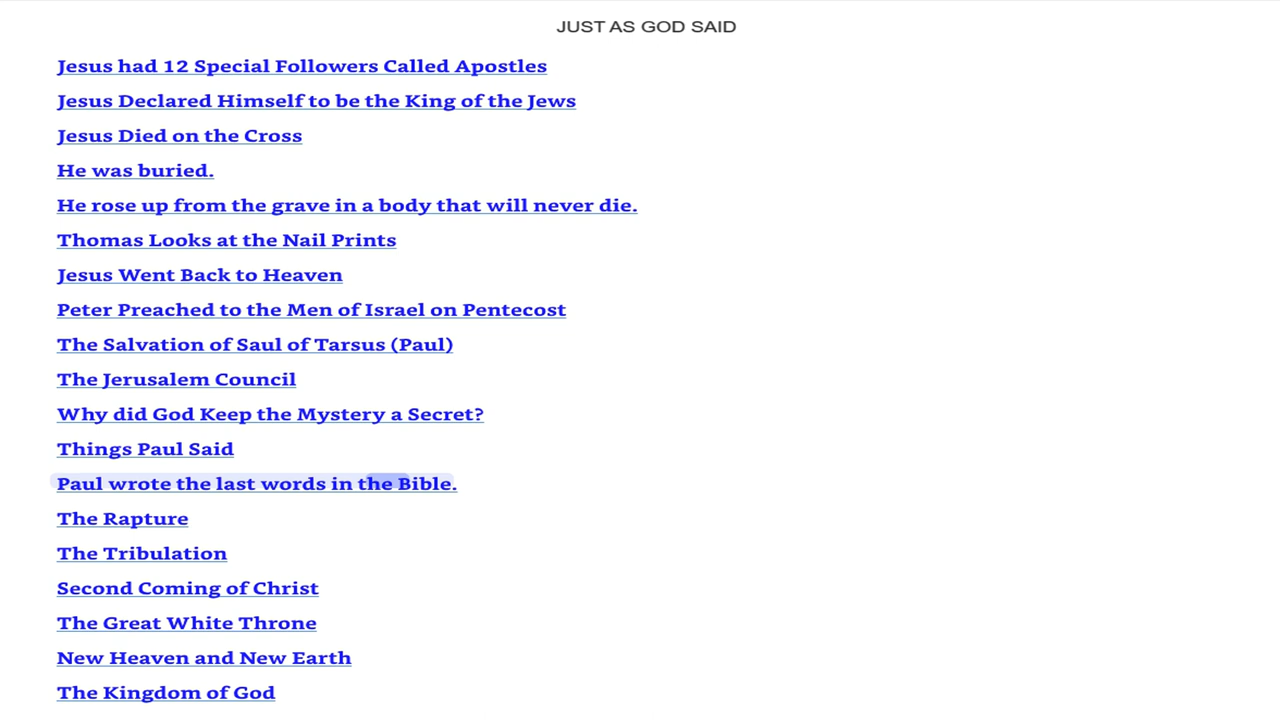 JUST AS GOD SAID
Jesus had 12 Special Followers Called Apostles
Jesus Declared Himself to be the King of the Jews
Jesus Died on the Cross
He was buried.
He rose up from the grave in a body that will never die.
Thomas Looks at the Nail Prints
Jesus Went Back to Heaven
Peter Preached to the Men of Israel on Pentecost
The Salvation of Saul of Tarsus (Paul)
The Jerusalem Council
Why did God Keep the Mystery a Secret?
Things Paul Said
Paul wrote the last words in the Bible.
The Rapture
The Tribulation
Second Coming of Christ
The Great White Throne
New Heaven and New Earth
The Kingdom of God